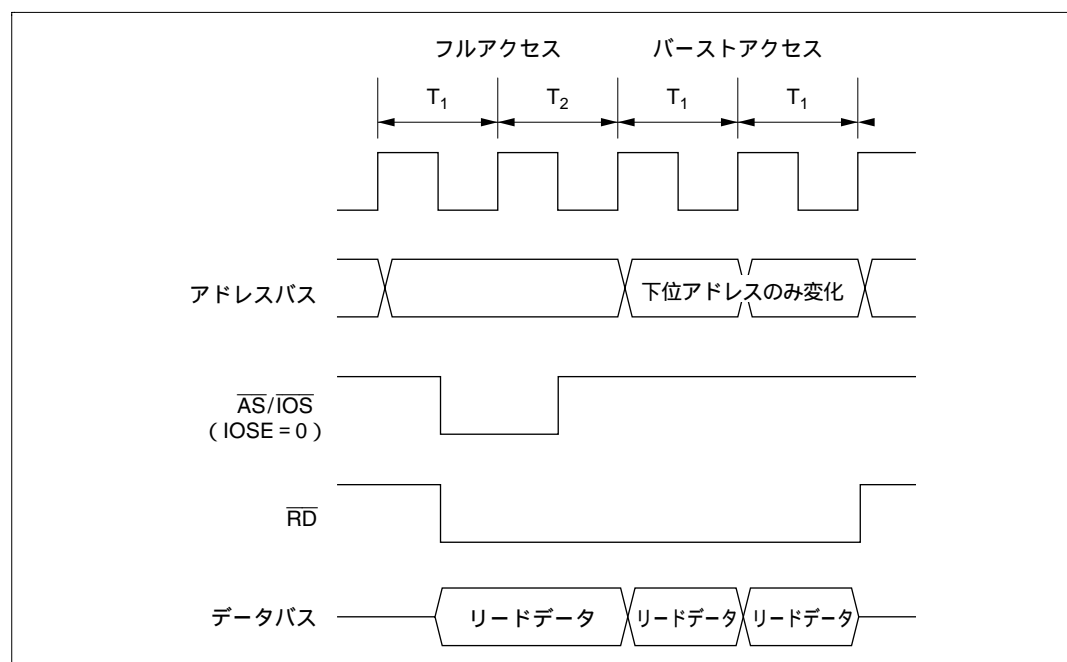 フルアクセス バーストアクセス
T₁ T₂ T₁ T₁
アドレスバス 下位アドレスのみ変化
A̅S̅/I̅O̅S̅
( IOSE = 0 )
R̅D̅
データバス リードデータ リードデータ リードデータ